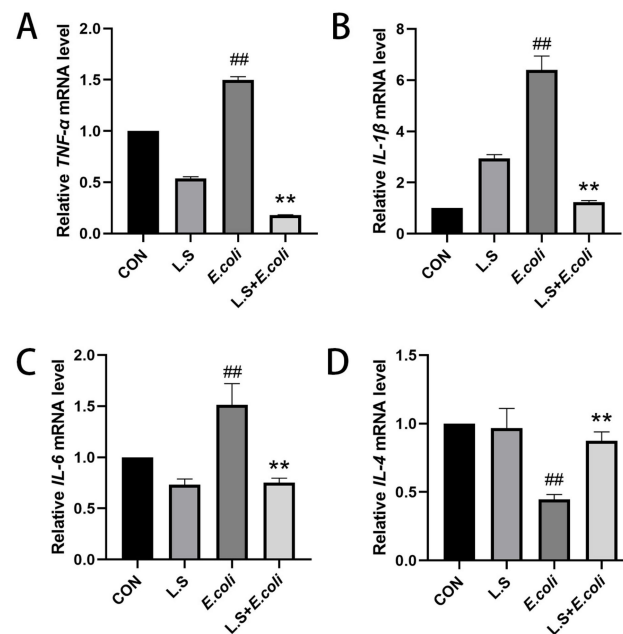 A
Relative TNF-α mRNA level
2.0
1.5
1.0
0.5
0.0
##
**
CON
L.S
E.coli
L.S+E.coli
B
Relative IL-1β mRNA level
8
6
4
2
0
##
**
CON
L.S
E.coli
L.S+E.coli
C
Relative IL-6 mRNA level
2.0
1.5
1.0
0.5
0.0
##
**
CON
L.S
E.coli
L.S+E.coli
D
Relative IL-4 mRNA level
1.5
1.0
0.5
0.0
##
**
CON
L.S
E.coli
L.S+E.coli